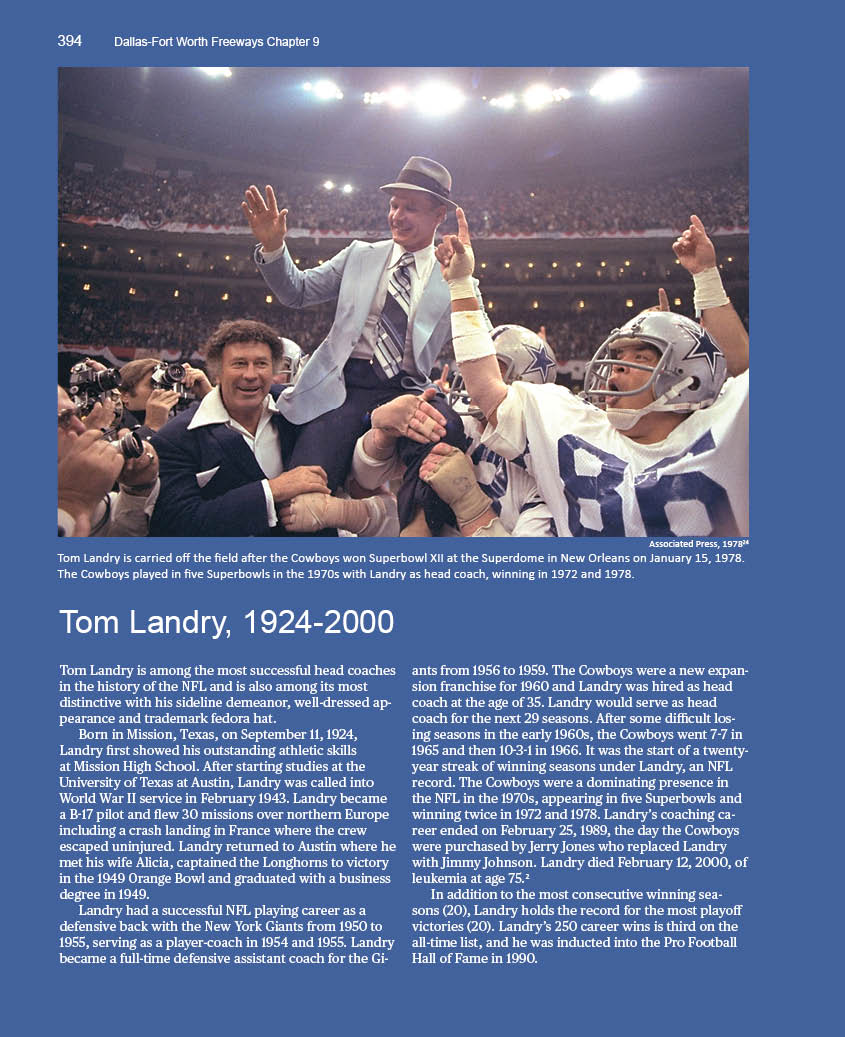 394 Dallas-Fort Worth Freeways Chapter 9
86
Associated Press, 1978²⁴
Tom Landry is carried off the field after the Cowboys won Superbowl XII at the Superdome in New Orleans on January 15, 1978.
The Cowboys played in five Superbowls in the 1970s with Landry as head coach, winning in 1972 and 1978.
Tom Landry, 1924-2000
Tom Landry is among the most successful head coaches
in the history of the NFL and is also among its most
distinctive with his sideline demeanor, well-dressed ap-
pearance and trademark fedora hat.
Born in Mission, Texas, on September 11, 1924,
Landry first showed his outstanding athletic skills
at Mission High School. After starting studies at the
University of Texas at Austin, Landry was called into
World War II service in February 1943. Landry became
a B-17 pilot and flew 30 missions over northern Europe
including a crash landing in France where the crew
escaped uninjured. Landry returned to Austin where he
met his wife Alicia, captained the Longhorns to victory
in the 1949 Orange Bowl and graduated with a business
degree in 1949.
Landry had a successful NFL playing career as a
defensive back with the New York Giants from 1950 to
1955, serving as a player-coach in 1954 and 1955. Landry
became a full-time defensive assistant coach for the Gi-
ants from 1956 to 1959. The Cowboys were a new expan-
sion franchise for 1960 and Landry was hired as head
coach at the age of 35. Landry would serve as head
coach for the next 29 seasons. After some difficult los-
ing seasons in the early 1960s, the Cowboys went 7-7 in
1965 and then 10-3-1 in 1966. It was the start of a twenty-
year streak of winning seasons under Landry, an NFL
record. The Cowboys were a dominating presence in
the NFL in the 1970s, appearing in five Superbowls and
winning twice in 1972 and 1978. Landry's coaching ca-
reer ended on February 25, 1989, the day the Cowboys
were purchased by Jerry Jones who replaced Landry
with Jimmy Johnson. Landry died February 12, 2000, of
leukemia at age 75.²
In addition to the most consecutive winning sea-
sons (20), Landry holds the record for the most playoff
victories (20). Landry's 250 career wins is third on the
all-time list, and he was inducted into the Pro Football
Hall of Fame in 1990.